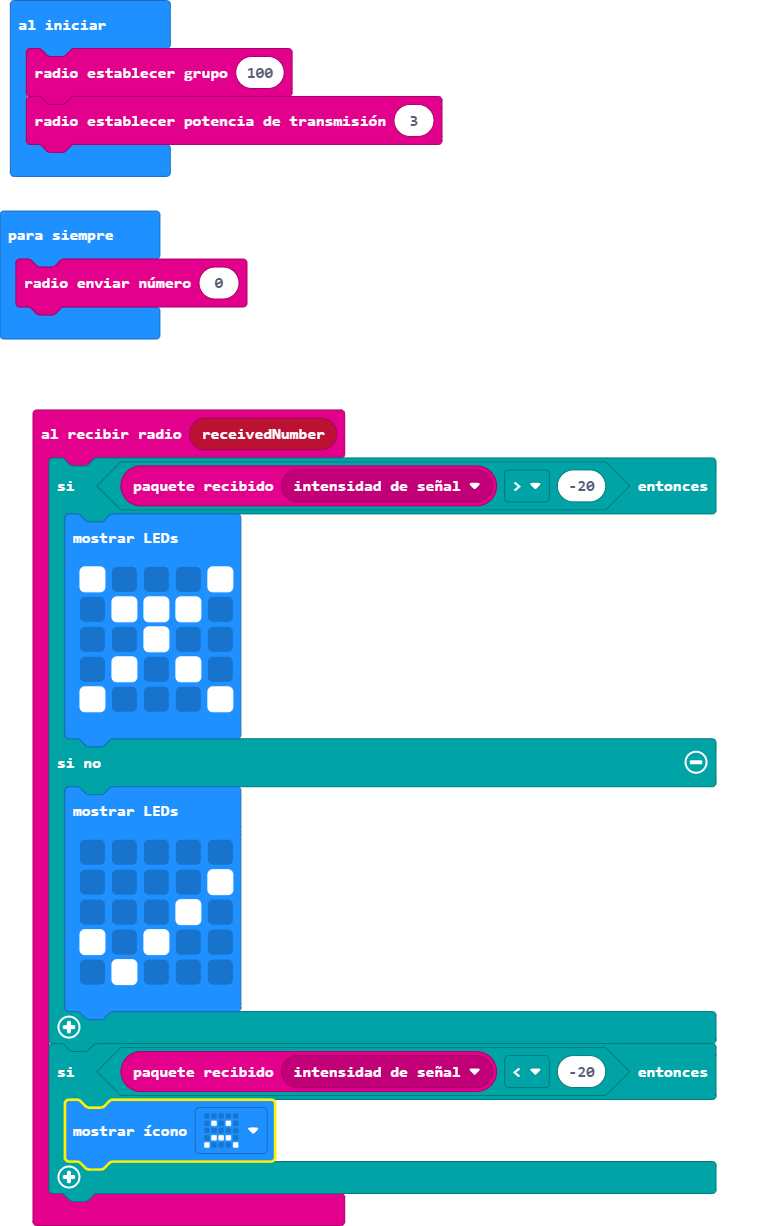 al iniciar
radio establecer grupo 100
radio establecer potencia de transmisión 3
para siempre
radio enviar número 0
al recibir radio receivedNumber
si paquete recibido intensidad de señal > -20 entonces
mostrar LEDs
si no
mostrar LEDs
si paquete recibido intensidad de señal < -20 entonces
mostrar ícono